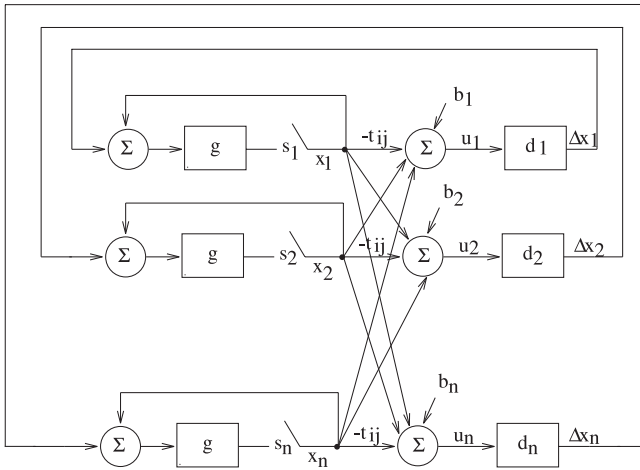 b1
-tij
Σ g s1 x1 Σ u1 d1 Δx1
b2
-tij
Σ g s2 x2 Σ u2 d2 Δx2
bn
-tij
Σ g sn xn Σ un dn Δxn